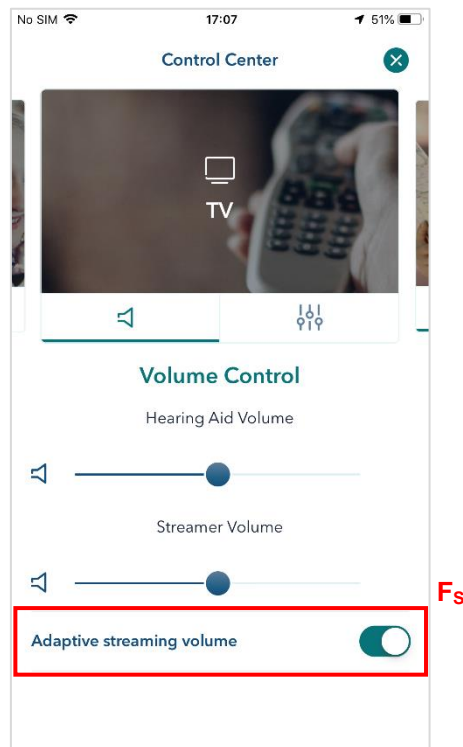 No SIM 17:07 51%
Control Center
TV
Volume Control
Hearing Aid Volume
Streamer Volume
Fs
Adaptive streaming volume